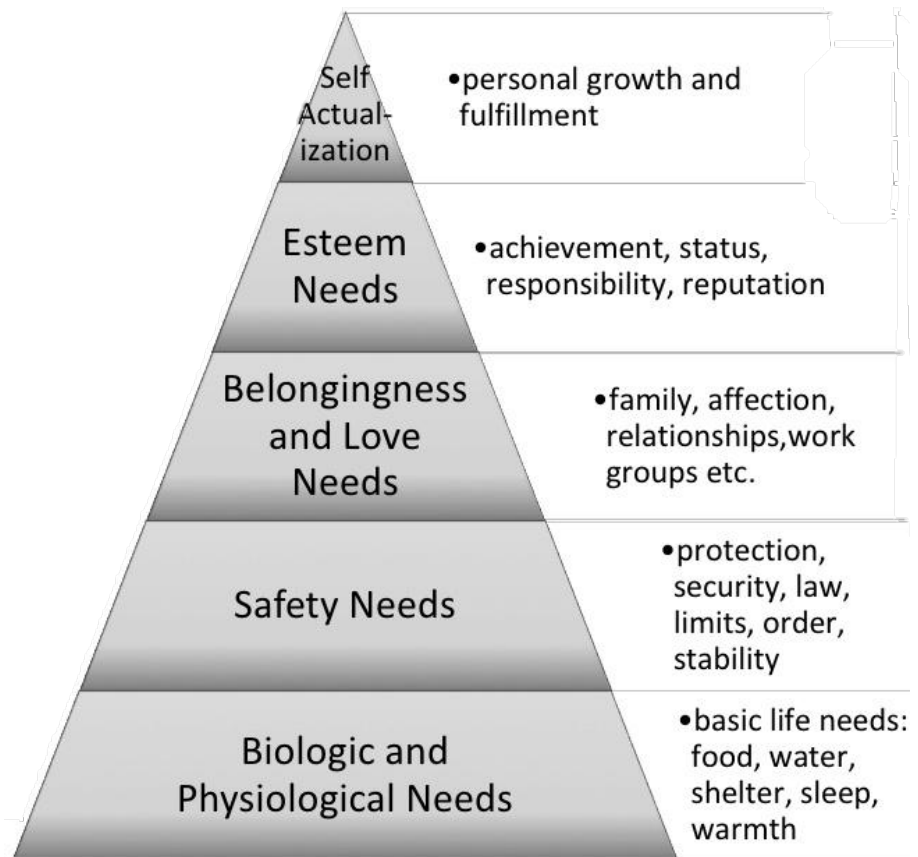 Self
Actual-
ization
•personal growth and
fulfillment
Esteem
Needs
•achievement, status,
responsibility, reputation
Belongingness
and Love
Needs
•family, affection,
relationships,work
groups etc.
Safety Needs
•protection,
security, law,
limits, order,
stability
Biologic and
Physiological Needs
•basic life needs:
food, water,
shelter, sleep,
warmth